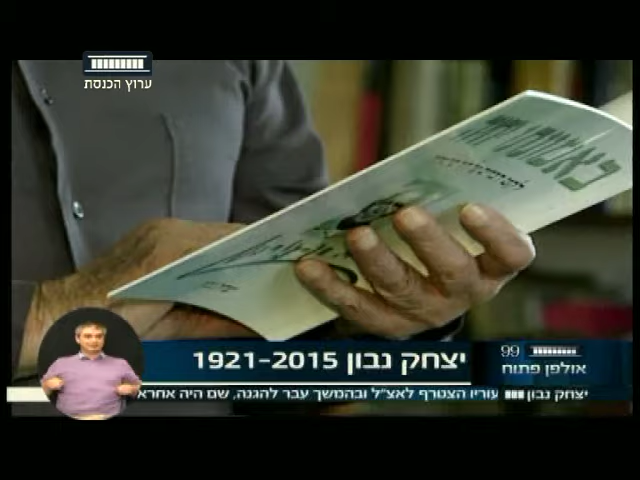 ערוץ הכנסת
יצחק נבון 1921-2015
99
אולפן פתוח
יצחק נבון
עוריו הצטרף לאצ"ל ובהמשך עבר להגנה, שם היה אחרא